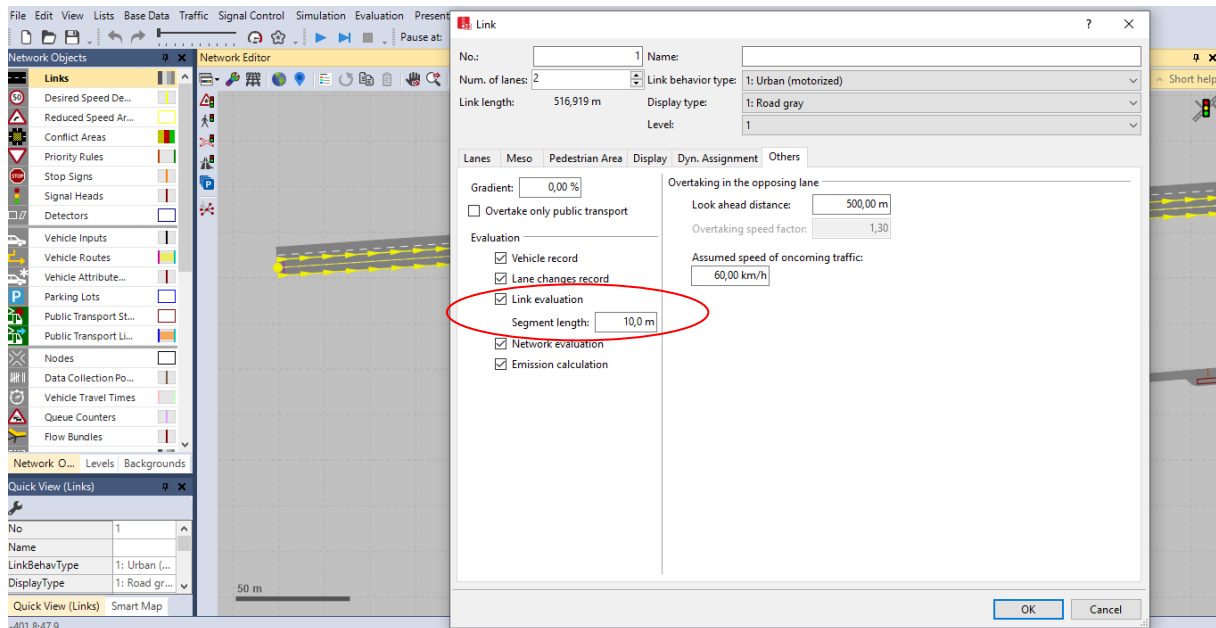 File Edit View Lists Base Data Traffic Signal Control Simulation Evaluation Present
Pause at:
Network Objects
Links
50 Desired Speed De...
Reduced Speed Ar...
Conflict Areas
Priority Rules
STOP Stop Signs
Signal Heads
Detectors
Vehicle Inputs
Vehicle Routes
Vehicle Attribute...
P Parking Lots
Public Transport St...
Public Transport Li...
Nodes
Data Collection Po...
Vehicle Travel Times
Queue Counters
Flow Bundles
Network O... Levels Backgrounds
Quick View (Links)
No 1
Name
LinkBehavType 1: Urban (...
DisplayType 1: Road gr...
Quick View (Links) Smart Map
-401.8:47.9
Network Editor
P
50 m
Link
? ×
No.: 1 Name:
Num. of lanes: 2 Link behavior type: 1: Urban (motorized)
Link length: 516,919 m Display type: 1: Road gray
Level: 1
Lanes Meso Pedestrian Area Display Dyn. Assignment Others
Gradient: 0,00 %
Overtake only public transport
Evaluation
Vehicle record
Lane changes record
Link evaluation
Segment length: 10,0 m
Network evaluation
Emission calculation
Overtaking in the opposing lane
Look ahead distance: 500,00 m
Overtaking speed factor: 1,30
Assumed speed of oncoming traffic:
60,00 km/h
OK Cancel
Short help